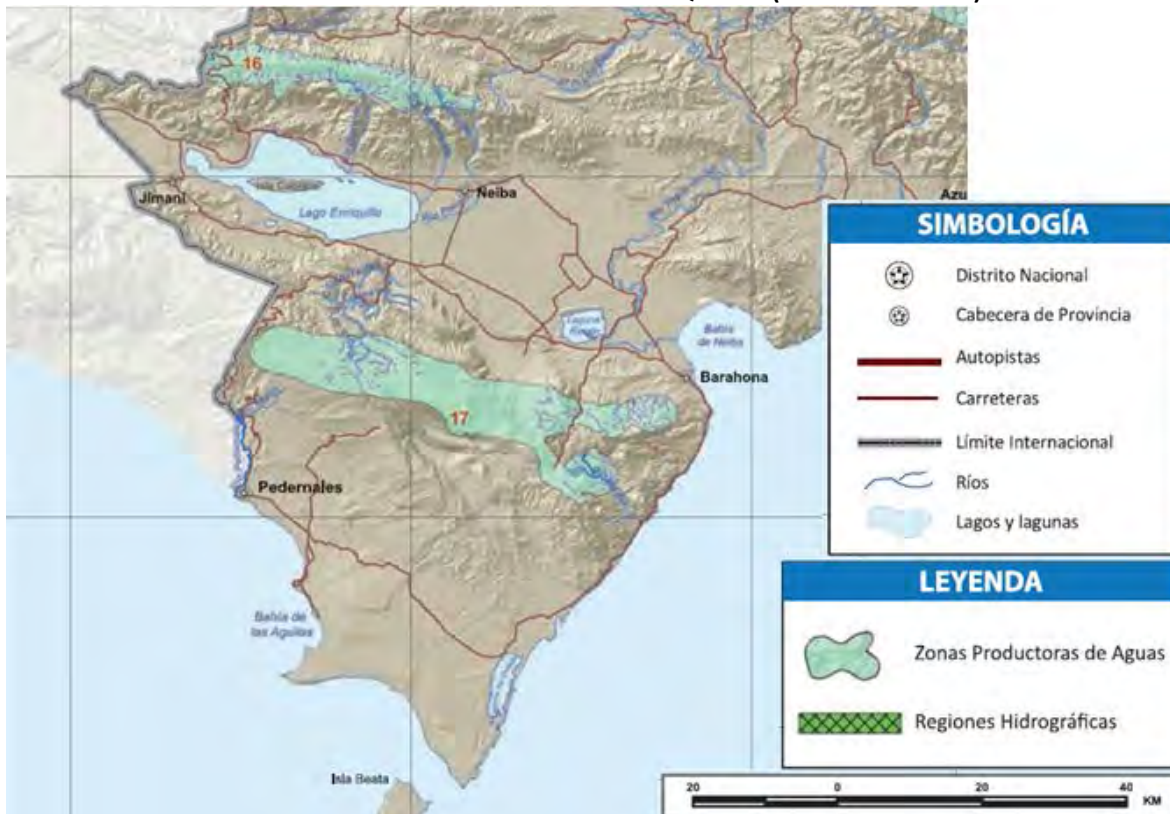 16
Jimaní
Neiba
Lago Enriquillo
Azu
Laguna
Bahía
de Neiba
Barahona
17
Pedernales
Bahía de
las Aguilas
Isla Beata
SIMBOLOGÍA
Distrito Nacional
Cabecera de Provincia
Autopistas
Carreteras
Límite Internacional
Ríos
Lagos y lagunas
LEYENDA
Zonas Productoras de Aguas
Regiones Hidrográficas
20
0
20
40
KM